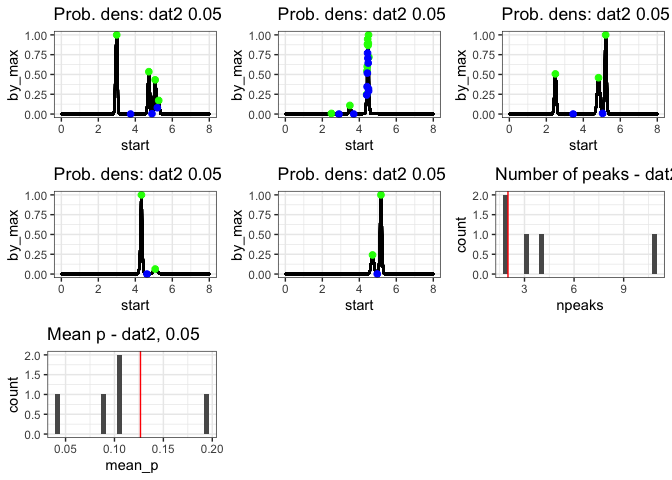 Prob. dens: dat2 0.05
Prob. dens: dat2 0.05
Prob. dens: dat2 0.05
1.00
0.75
0.50
0.25
0.00
by_max
0 2 4 6 8
start
1.00
0.75
0.50
0.25
0.00
by_max
0 2 4 6 8
start
1.00
0.75
0.50
0.25
0.00
by_max
0 2 4 6 8
start
Prob. dens: dat2 0.05
Prob. dens: dat2 0.05
Number of peaks - dat2
1.00
0.75
0.50
0.25
0.00
by_max
0 2 4 6 8
start
1.00
0.75
0.50
0.25
0.00
by_max
0 2 4 6 8
start
2.0
1.5
1.0
0.5
0.0
count
3 6 9
npeaks
Mean p - dat2, 0.05
2.0
1.5
1.0
0.5
0.0
count
0.05 0.10 0.15 0.20
mean_p